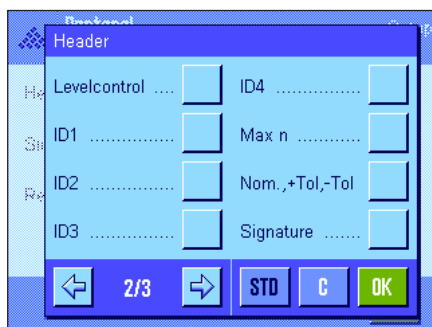 Header
Levelcontrol .... ID4 ...............
ID1 ............... Max n .............
ID2 ............... Nom.,+Tol,-Tol
ID3 ............... Signature .......
2/3 STD C OK